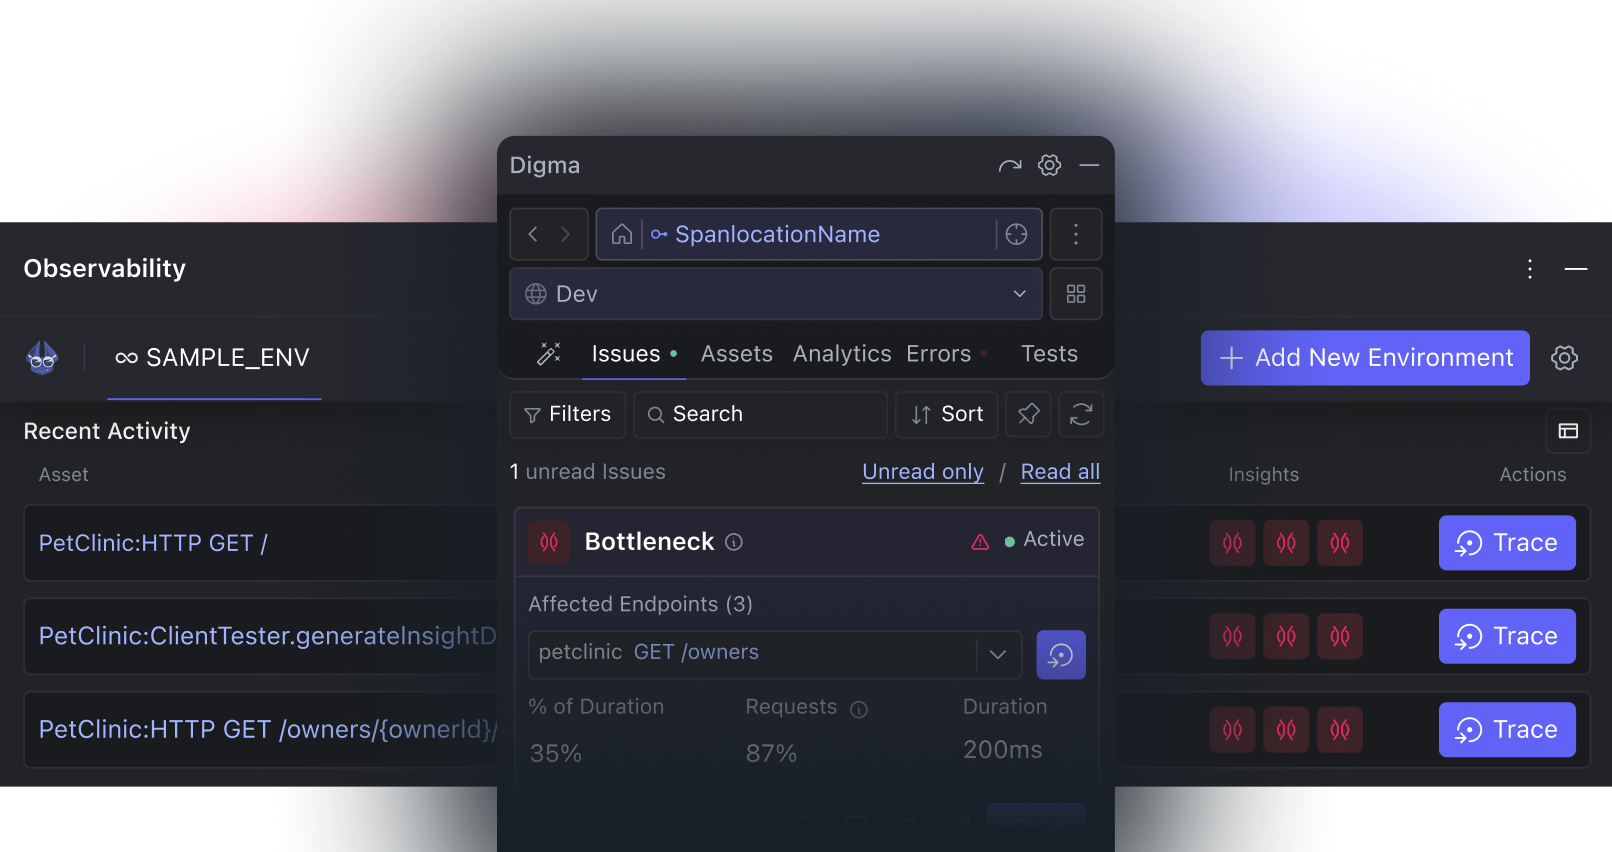 Digma
SpanlocationName
Dev
Issues Assets Analytics Errors Tests
Filters Search Sort
1 unread Issues Unread only / Read all
Bottleneck Active
Affected Endpoints (3)
petclinic GET /owners
% of Duration Requests Duration
35% 87% 200ms
Observability
SAMPLE_ENV
+ Add New Environment
Recent Activity
Asset Insights Actions
PetClinic:HTTP GET / Trace
PetClinic:ClientTester.generateInsightD Trace
PetClinic:HTTP GET /owners/{ownerId}/ Trace